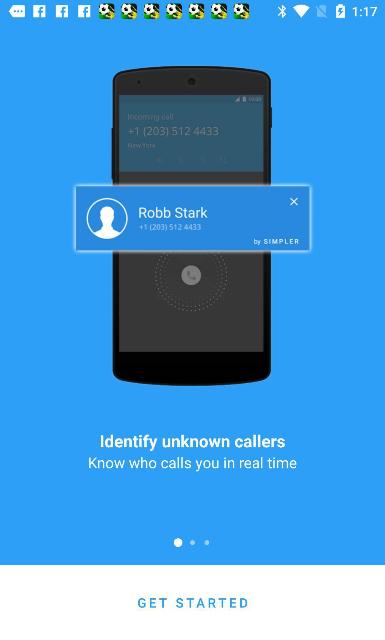 1:17
Incoming call
+1 (203) 512 4433
New York
Robb Stark
+1 (203) 512 4433
by SIMPLER
Identify unknown callers
Know who calls you in real time
GET STARTED